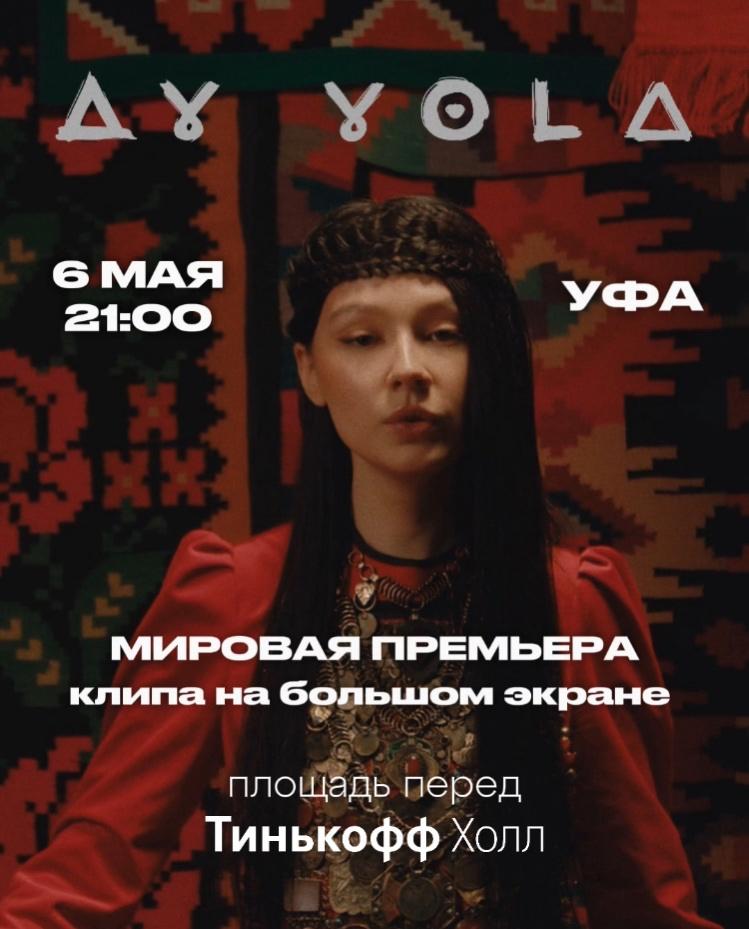 AY YOLA
6 МАЯ
21:00
УФА
МИРОВАЯ ПРЕМЬЕРА
клипа на большом экране
площадь перед
Тинькофф Холл